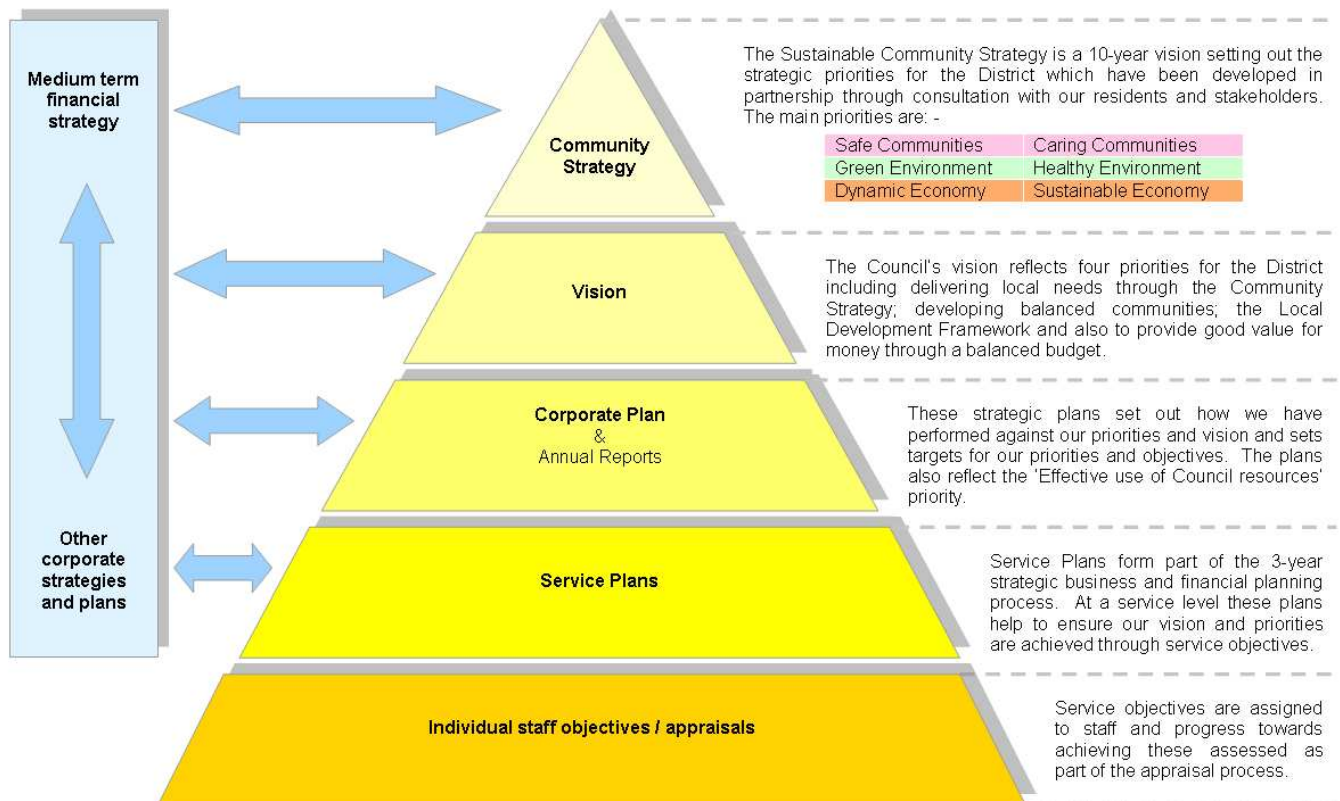 Medium term
financial
strategy
Other
corporate
strategies
and plans
Community
Strategy
Vision
Corporate Plan
&
Annual Reports
Service Plans
Individual staff objectives / appraisals
The Sustainable Community Strategy is a 10-year vision setting out the
strategic priorities for the District which have been developed in
partnership through consultation with our residents and stakeholders.
The main priorities are: -
Safe Communities Caring Communities
Green Environment Healthy Environment
Dynamic Economy Sustainable Economy
The Council's vision reflects four priorities for the District
including delivering local needs through the Community
Strategy; developing balanced communities; the Local
Development Framework and also to provide good value for
money through a balanced budget.
These strategic plans set out how we have
performed against our priorities and vision and sets
targets for our priorities and objectives. The plans
also reflect the 'Effective use of Council resources'
priority.
Service Plans form part of the 3-year
strategic business and financial planning
process. At a service level these plans
help to ensure our vision and priorities
are achieved through service objectives.
Service objectives are assigned
to staff and progress towards
achieving these assessed as
part of the appraisal process.